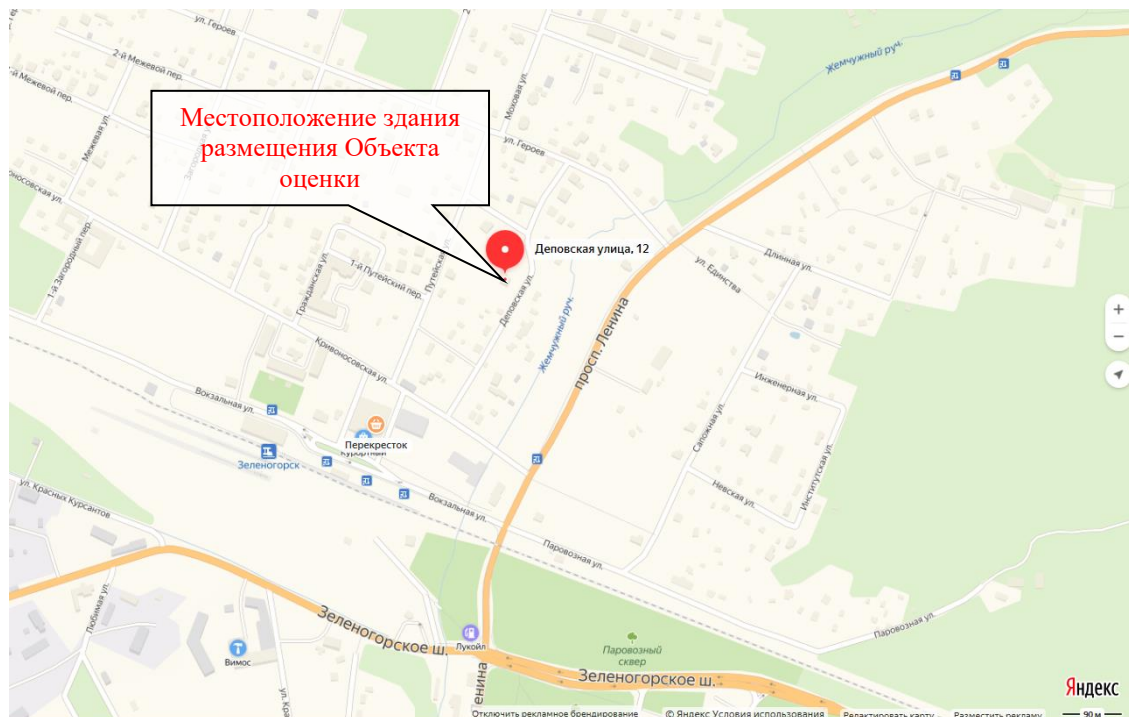 ул. Героев
2-й Межевой пер.
2-й Межевой пер.
Межевая ул.
Моховая ул.
ул. Героев
Жемчужный руч.
Местоположение здания
размещения Объекта
оценки
1-й Загородный пер.
Гражданская ул.
1-й Путейский пер.
Путейская ул.
Деповская улица, 12
Деповская ул.
Жемчужный руч.
просп. Ленина
Длинная ул.
ул. Единства
Кривоносовская ул.
Вокзальная ул.
Перекресток
Курортный
Зеленогорск
Инженерная ул.
Сапожная ул.
Невская ул.
Институтская ул.
ул. Красных Курсантов
Вокзальная ул.
Паровозная ул.
Любимая ул.
Зеленогорское ш.
Вимос
Лукойл
Паровозный
сквер
Паровозная ул.
Зеленогорское ш.
Яндекс
Отключить рекламное брендирование
© Яндекс Условия использования
Редактировать карту
Разместить рекламу
90 м
+
−